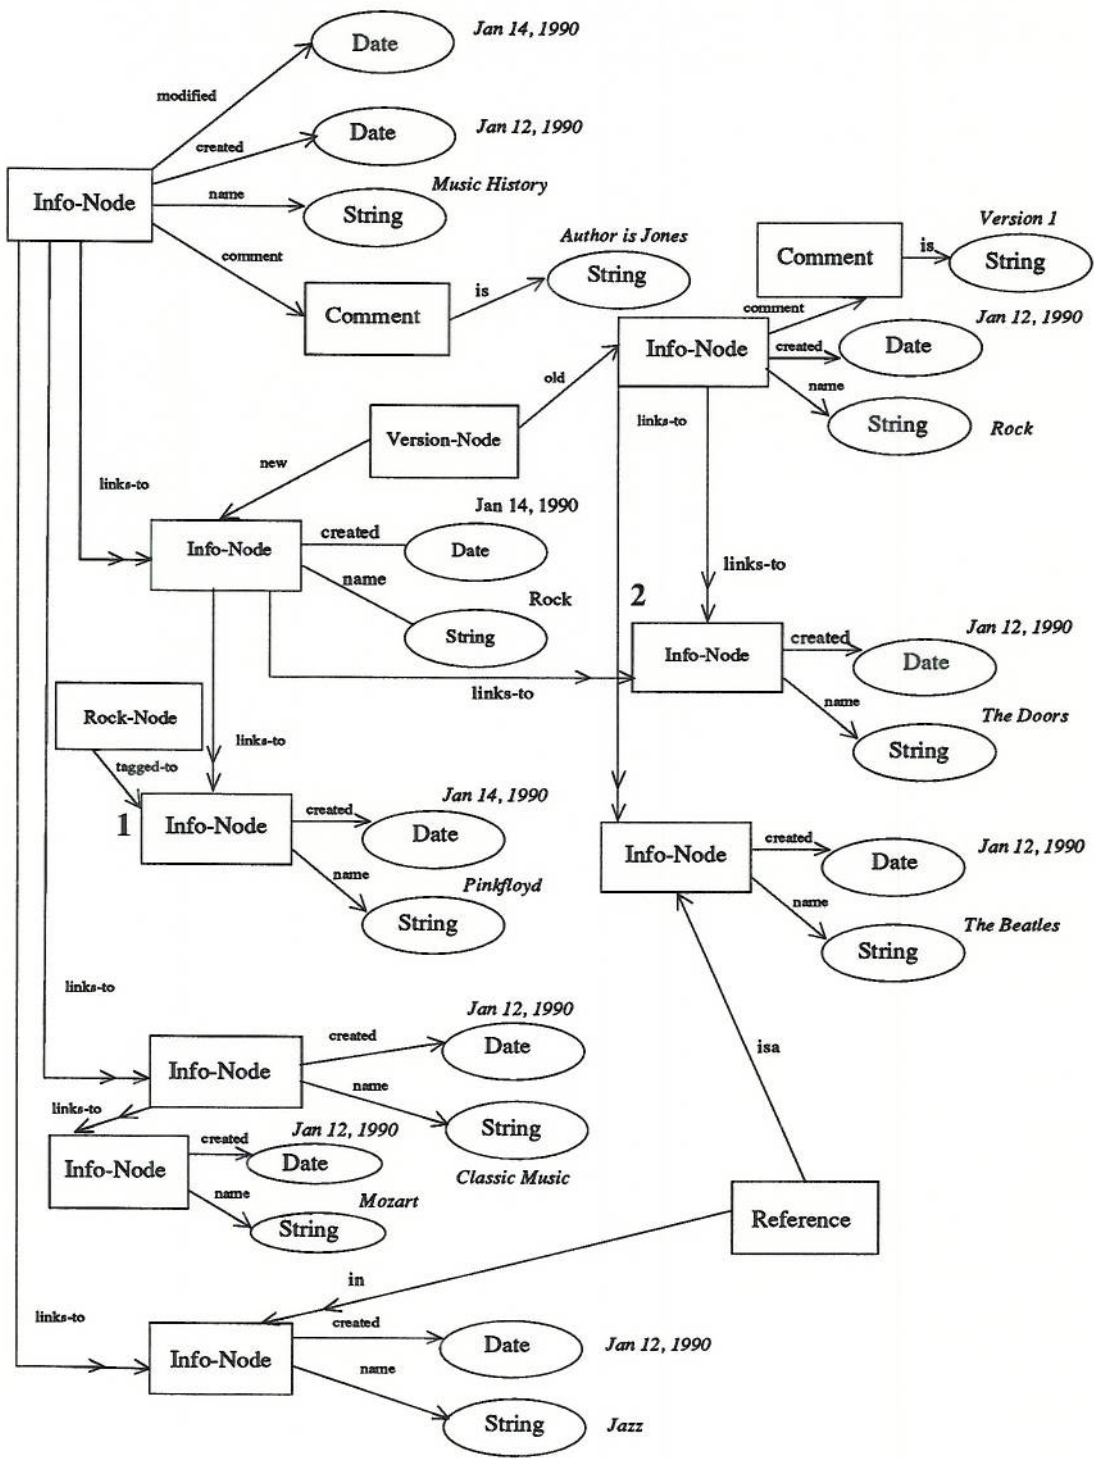 Jan 14, 1990
Date
modified
Jan 12, 1990
Date
created
Info-Node
name
Music History
String
comment
Comment
is
Author is Jones
String
Version 1
Comment
is
String
comment
Jan 12, 1990
Info-Node
created
Date
name
String
Rock
old
links-to
Version-Node
new
links-to
Jan 14, 1990
Info-Node
created
Date
name
Rock
String
links-to
2
Info-Node
created
Jan 12, 1990
Date
links-to
name
The Doors
String
Rock-Node
links-to
tagged-to
1
Info-Node
created
Jan 14, 1990
Date
name
Pinkfloyd
String
Info-Node
created
Jan 12, 1990
Date
name
The Beatles
String
links-to
Jan 12, 1990
created
Date
Info-Node
name
isa
links-to
String
Classic Music
Jan 12, 1990
created
Date
Info-Node
name
Mozart
String
Reference
in
links-to
created
Info-Node
Date
Jan 12, 1990
name
String
Jazz